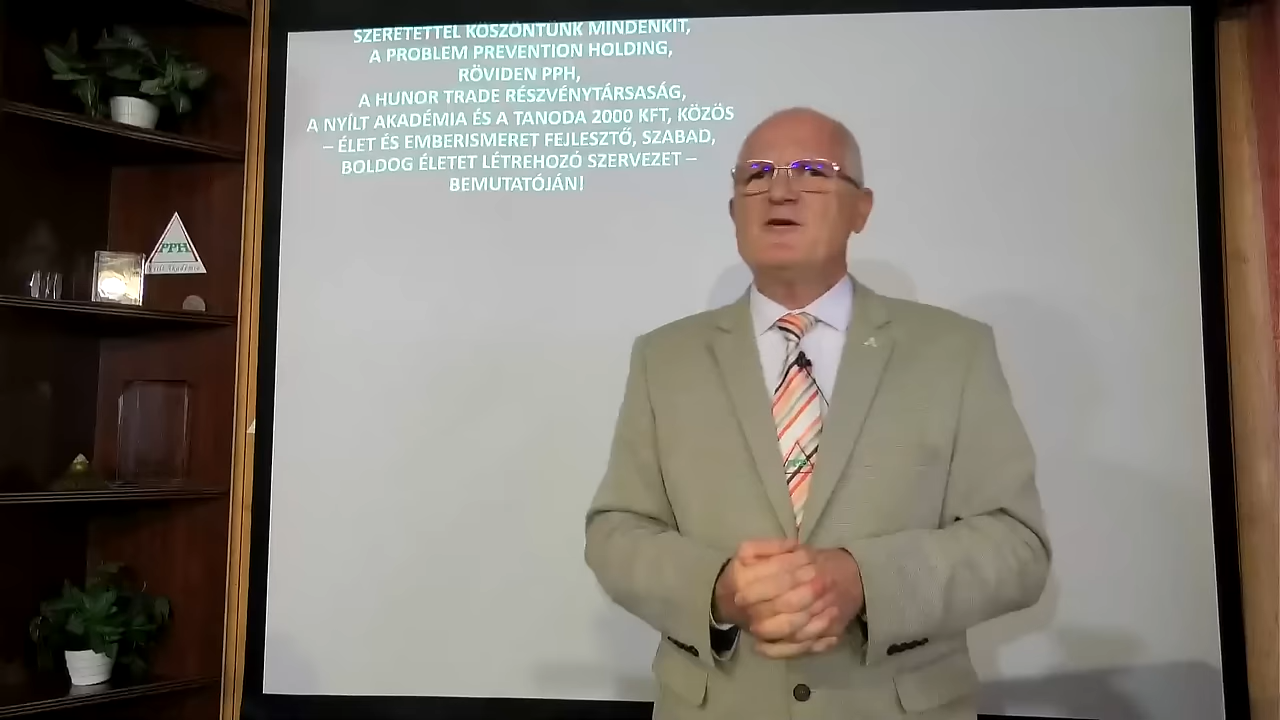 SZERETETTEL KÖSZÖNTÜNK MINDENKIT,
A PROBLEM PREVENTION HOLDING,
RÖVIDEN PPH,
A HUNOR TRADE RÉSZVÉNYTÁRSASÁG,
A NYÍLT AKADÉMIA ÉS A TANODA 2000 KFT, KÖZÖS
– ÉLET ÉS EMBERISMERET FEJLESZTŐ, SZABAD,
BOLDOG ÉLETET LÉTREHOZÓ SZERVEZET –
BEMUTATÓJÁN!
PPH
PPH